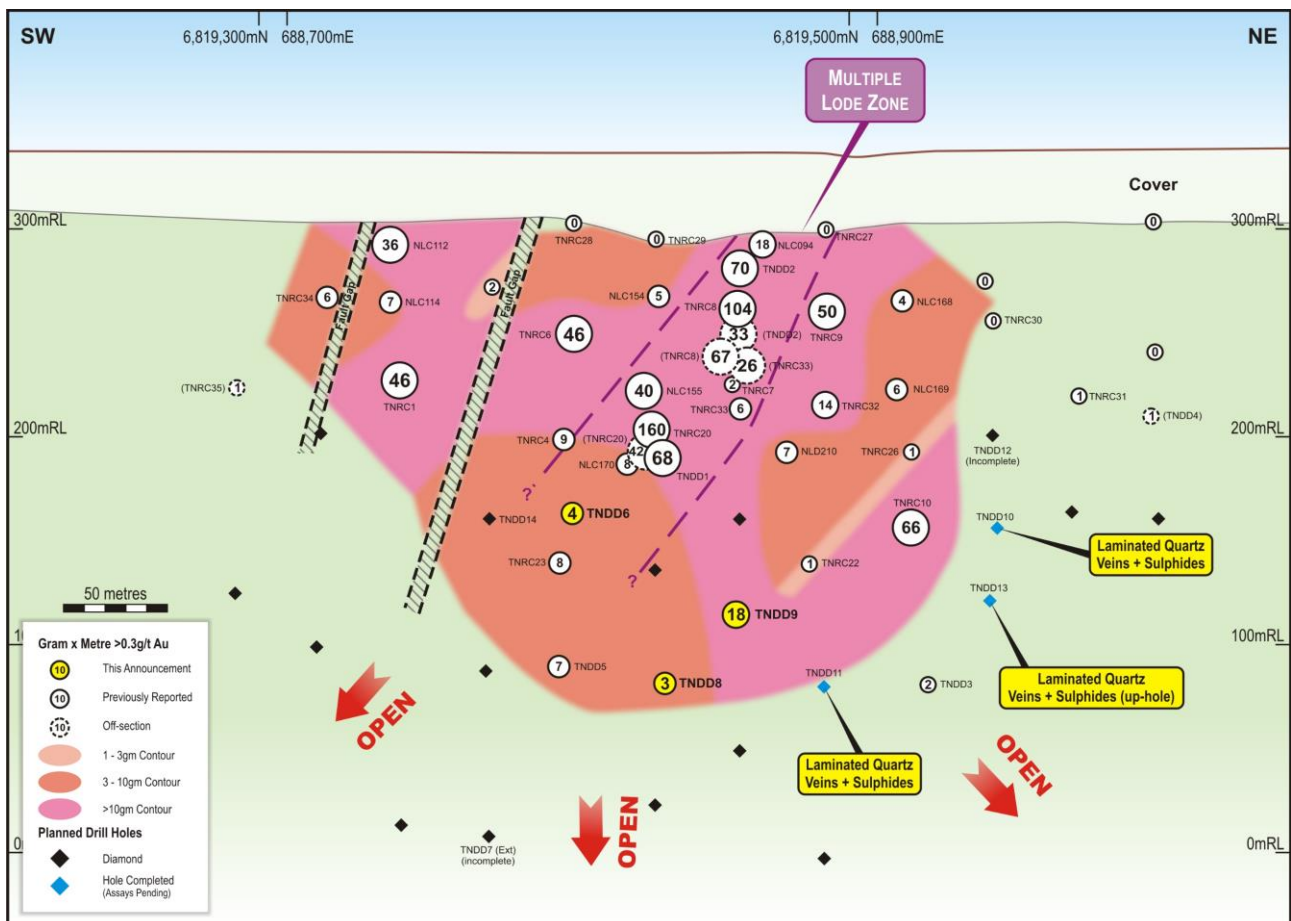 SW
6,819,300mN
688,700mE
6,819,500mN
688,900mE
NE
MULTIPLE
LODE ZONE
Cover
300mRL
300mRL
0
TNRC28
0
TNRC29
18
NLC094
0
TNRC27
0
36
NLC112
70
TNDD2
0
2
TNRC34
6
Fault Gap
7
NLC114
Fault Gap
NLC154
5
TNRC8
104
50
TNRC9
4
NLC168
0
TNRC30
TNRC6
46
33
(TNDD2)
(TNRC8)
67
26
(TNRC33)
0
(TNRC35)
1
46
TNRC1
40
NLC155
2
TNRC7
6
NLC169
1
TNRC31
TNRC33
6
14
TNRC32
1
(TNDD4)
200mRL
200mRL
TNRC4
9
(TNRC20)
160
TNRC20
42
NLC170
8
68
TNDD1
7
NLD210
TNRC26
1
TNDD12
(Incomplete)
?
TNRC10
66
4
TNDD6
TNDD14
TNDD10
Laminated Quartz
Veins + Sulphides
TNRC23
8
1
TNRC22
?
TNDD13
50 metres
18
TNDD9
100mRL
7
TNDD5
3
TNDD8
TNDD11
2
TNDD3
Laminated Quartz
Veins + Sulphides (up-hole)
OPEN
Laminated Quartz
Veins + Sulphides
OPEN
OPEN
TNDD7 (Ext)
(incomplete)
0mRL
Gram x Metre >0.3g/t Au
10
This Announcement
10
Previously Reported
10
Off-section
1 - 3gm Contour
3 - 10gm Contour
>10gm Contour
Planned Drill Holes
Diamond
Hole Completed
(Assays Pending)